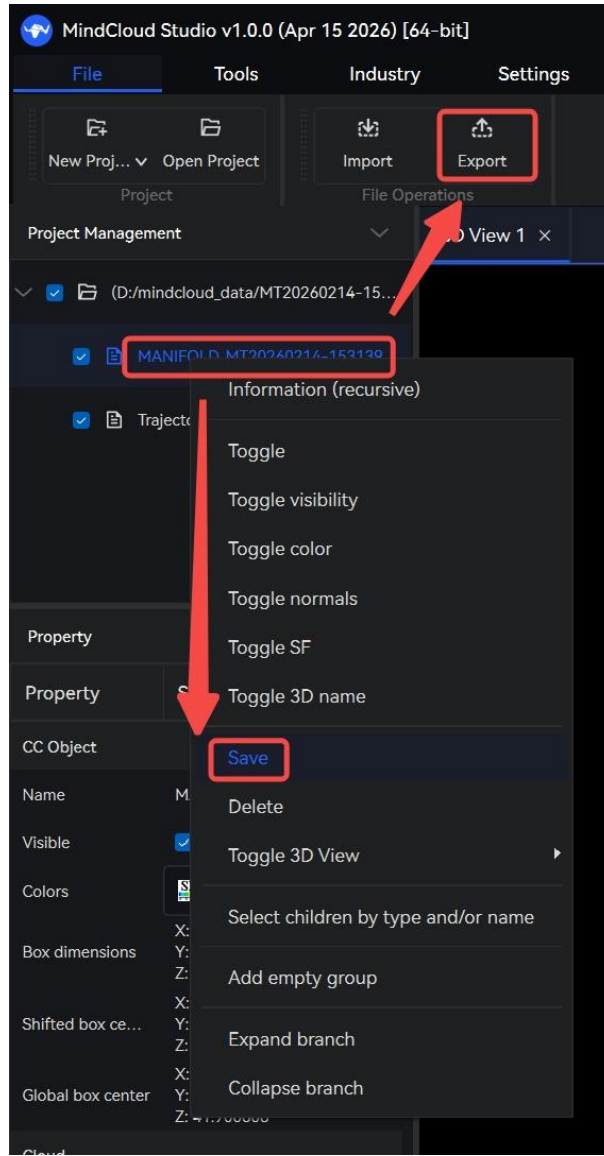 MindCloud Studio v1.0.0 (Apr 15 2026) [64-bit]
File Tools Industry Settings
New Proj... Open Project Import Export
Project File Operations
Project Management
View 1 ×
(D:/mindcloud_data/MT20260214-15...
MANIFOLD_MT20260214-153139
Information (recursive)
Toggle
Toggle visibility
Toggle color
Toggle normals
Property
Toggle SF
Property
Toggle 3D name
CC Object
Save
Name
Delete
Visible
Toggle 3D View
Colors
Select children by type and/or name
X:
Box dimensions Y:
Z:
Add empty group
X:
Shifted box ce... Y:
Z:
Expand branch
X:
Global box center Y:
Z:
Collapse branch